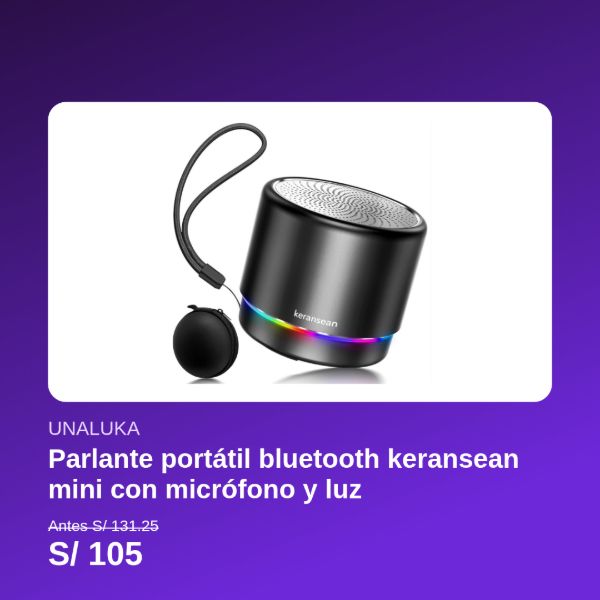 keransean
UNALUKA
Parlante portátil bluetooth keransean
mini con micrófono y luz
Antes S/ 131.25
S/ 105